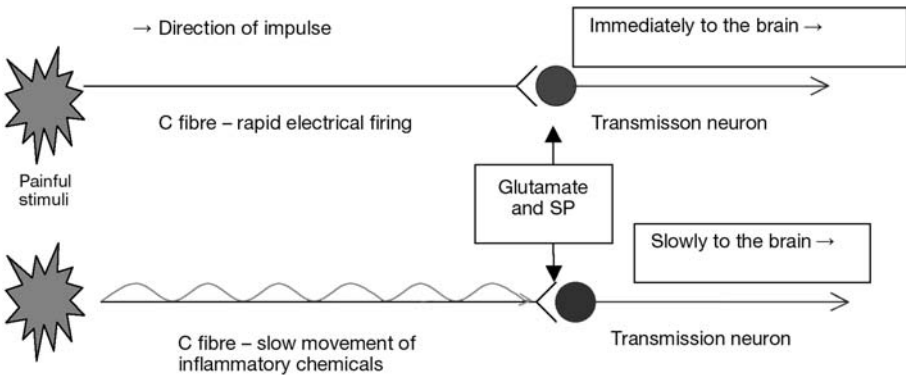 → Direction of impulse
Immediately to the brain →
C fibre – rapid electrical firing
Transmisson neuron
Painful
stimuli
Glutamate
and SP
Slowly to the brain →
C fibre – slow movement of
inflammatory chemicals
Transmission neuron